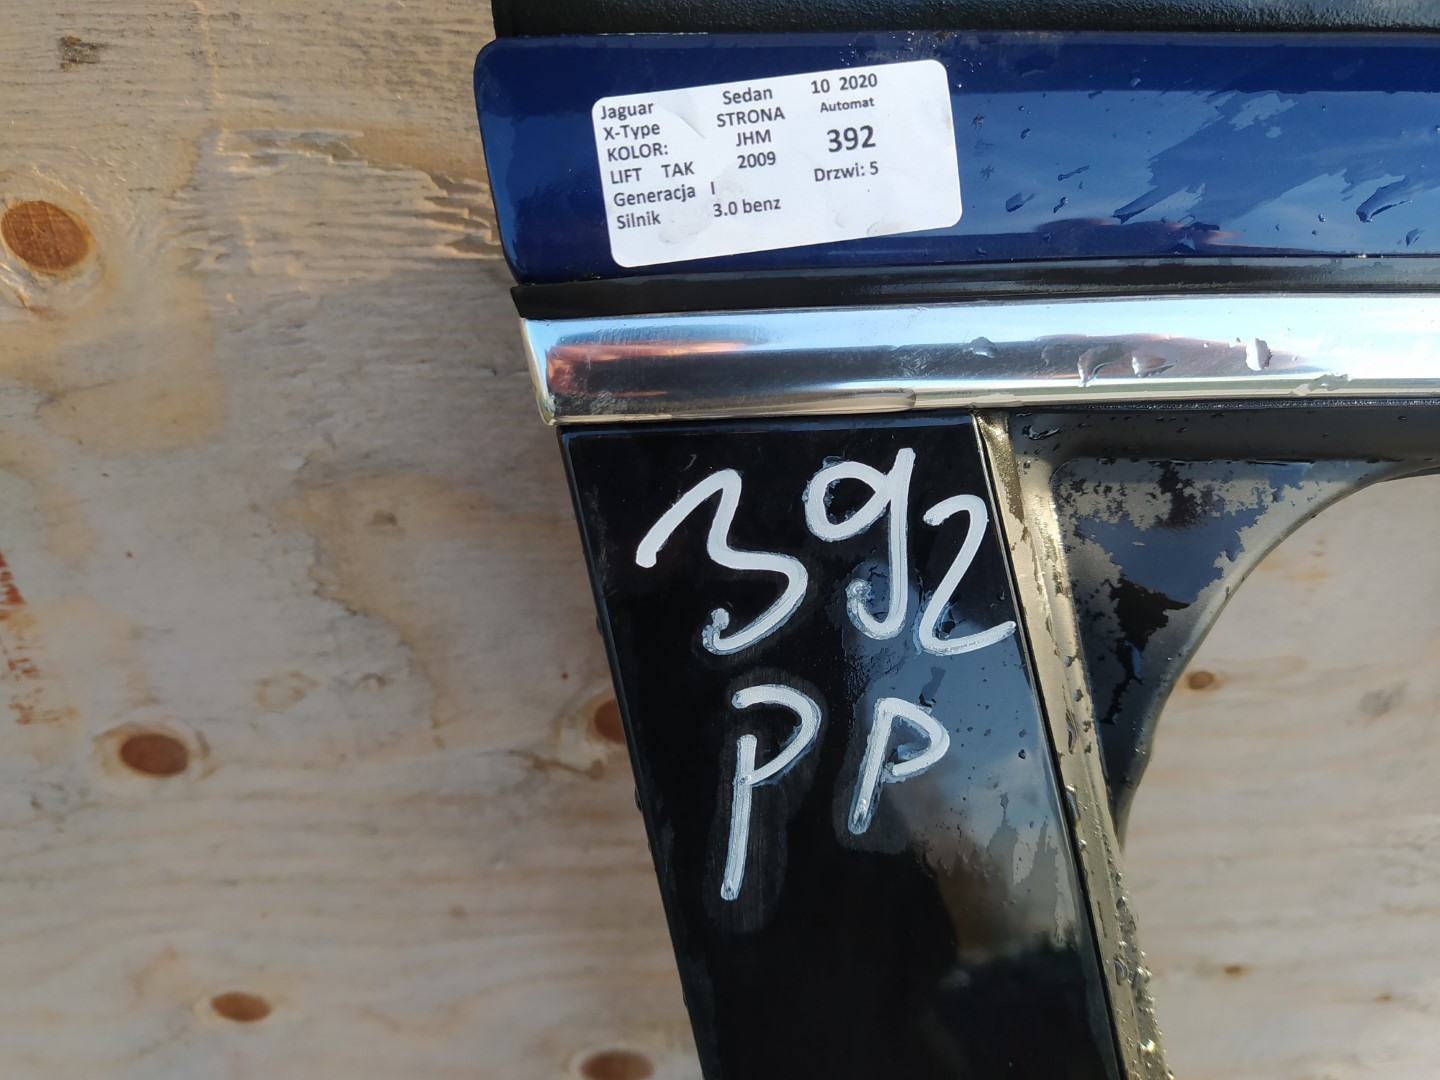 Jaguar Sedan 10 2020
X-Type STRONA Automat
KOLOR: JHM 392
LIFT TAK 2009
Generacja I Drzwi: 5
Silnik 3.0 benz
392
PP